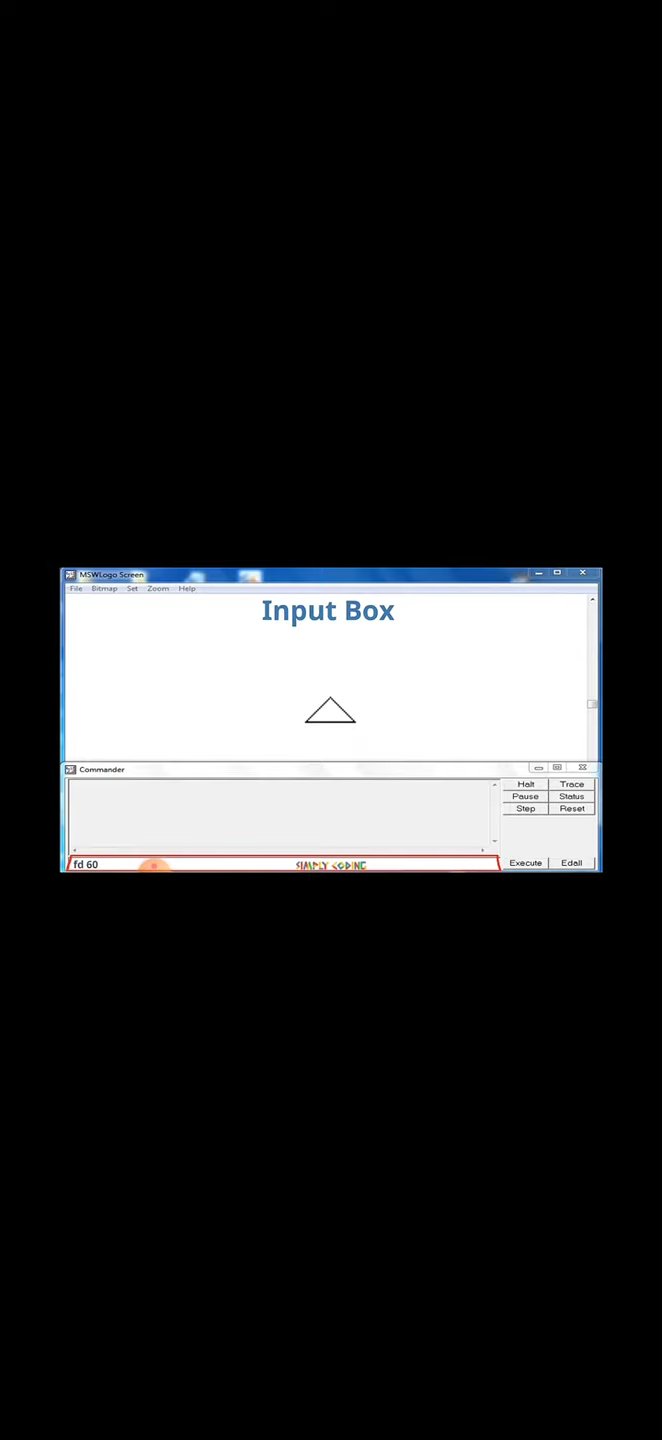 MSWLogo Screen
File Bitmap Set Zoom Help
Input Box
Commander
Halt Trace
Pause Status
Step Reset
fd 60
SIMPLY CODING
Execute Edall